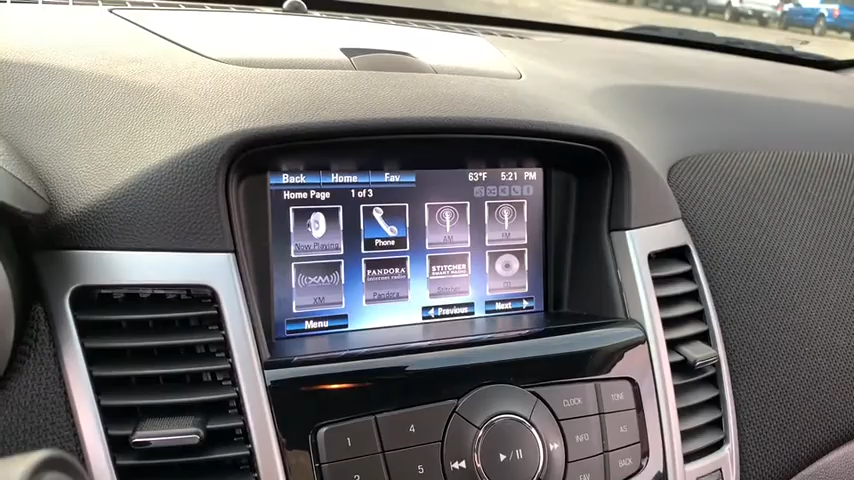 Back Home Fav 63°F 5:21 PM
Home Page 1 of 3
Now Playing Phone AM FM
XM PANDORA internet radio Pandora STITCHER SMART RADIO Stitcher CD
Menu Previous Next
CLOCK TONE
1 4 INFO AS
2 5 FAV BACK